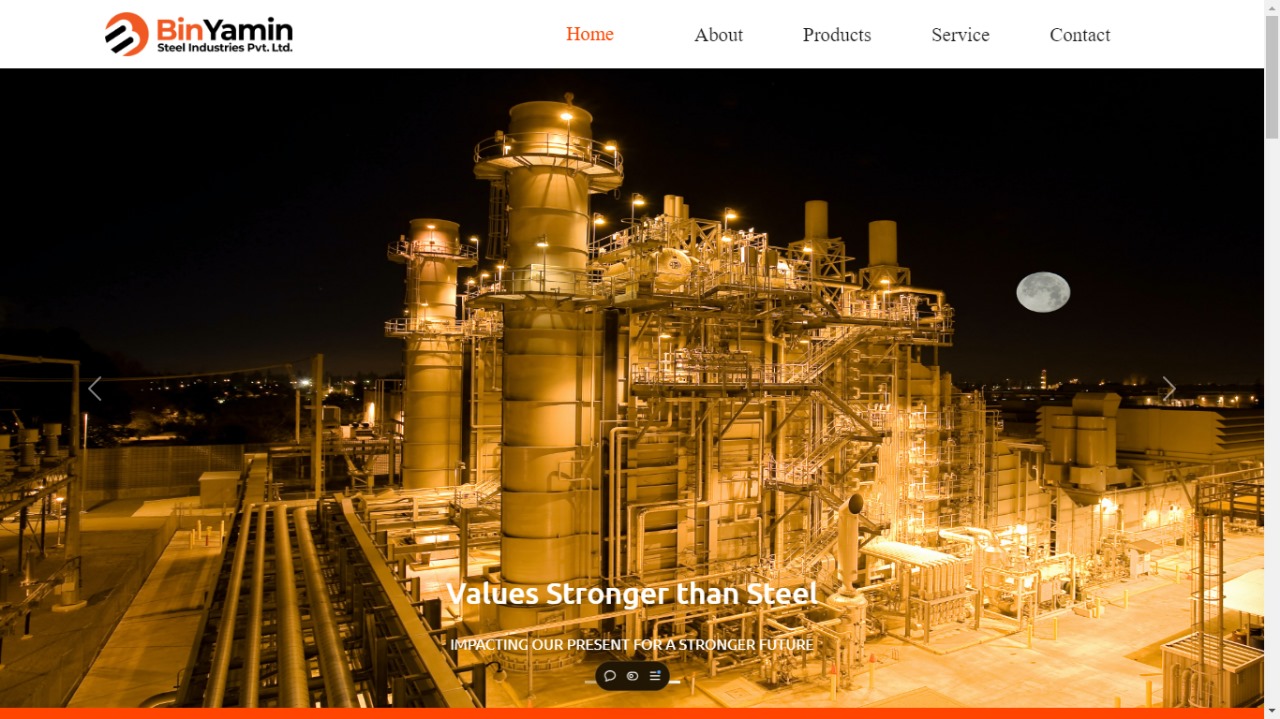 BinYamin
Steel Industries Pvt. Ltd.
Home
About
Products
Service
Contact
Values Stronger than Steel
IMPACTING OUR PRESENT FOR A STRONGER FUTURE